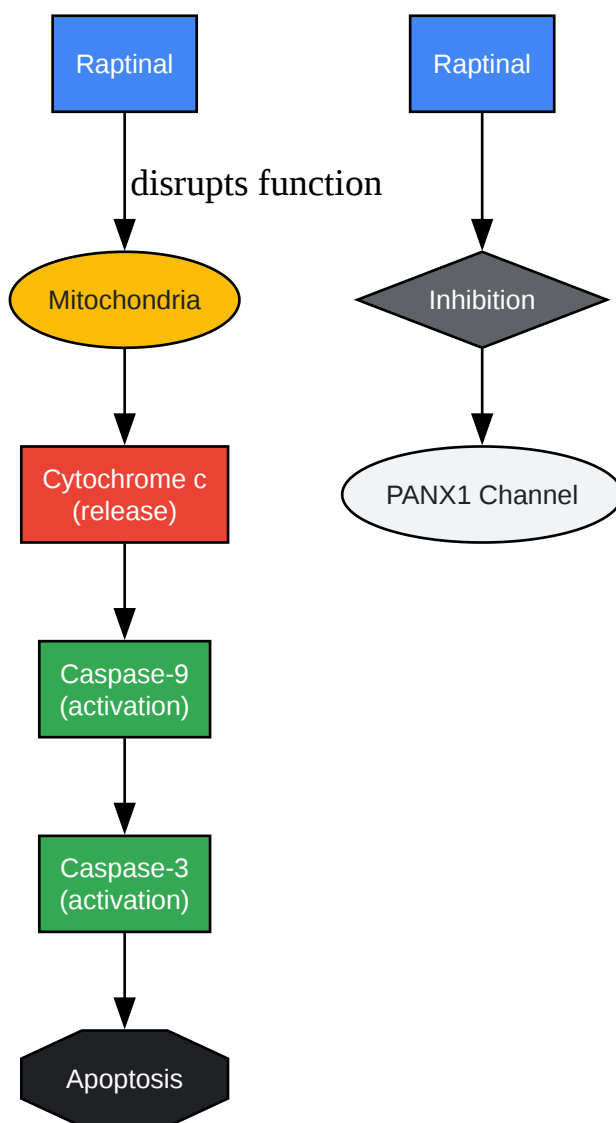 Raptinal
Raptinal
disrupts function
Mitochondria
Inhibition
Cytochrome c
(release)
PANX1 Channel
Caspase-9
(activation)
Caspase-3
(activation)
Apoptosis